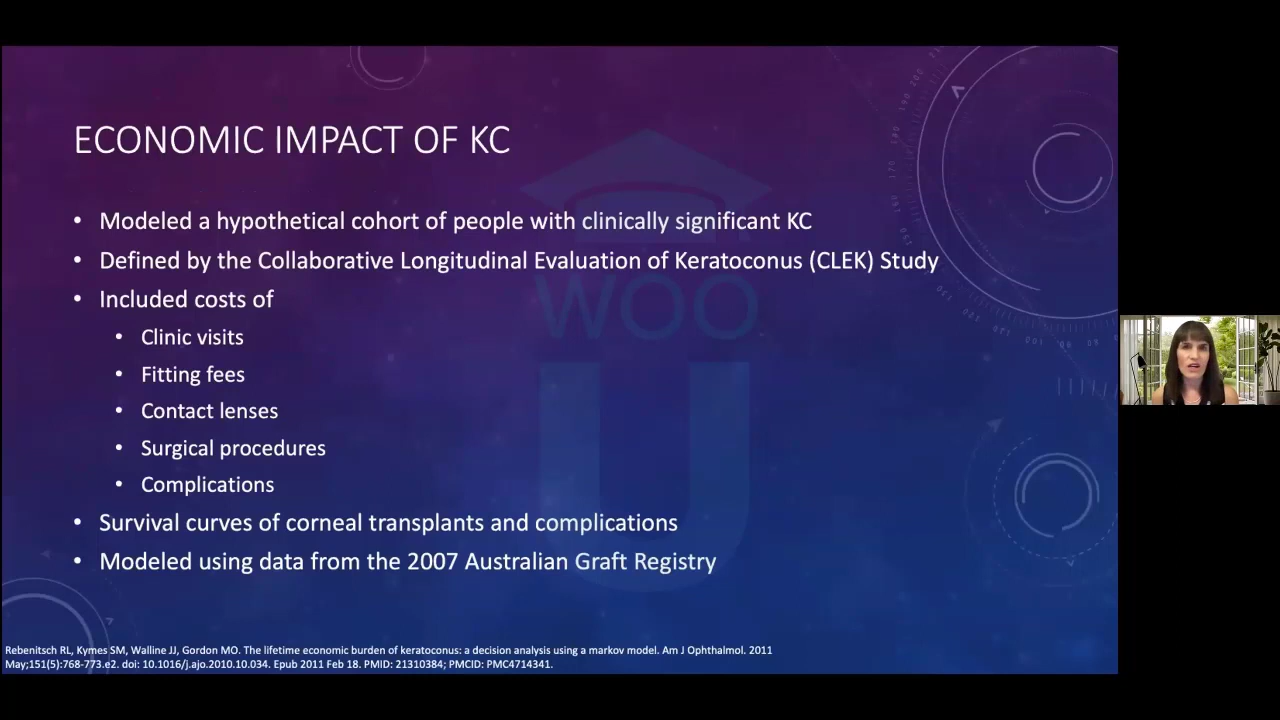 ECONOMIC IMPACT OF KC
• Modeled a hypothetical cohort of people with clinically significant KC
• Defined by the Collaborative Longitudinal Evaluation of Keratoconus (CLEK) Study
• Included costs of
• Clinic visits
• Fitting fees
• Contact lenses
• Surgical procedures
• Complications
• Survival curves of corneal transplants and complications
• Modeled using data from the 2007 Australian Graft Registry
WOO
U
Rebenitsch RL, Kymes SM, Walline JJ, Gordon MO. The lifetime economic burden of keratoconus: a decision analysis using a markov model. Am J Ophthalmol. 2011
May;151(5):768-773.e2. doi: 10.1016/j.ajo.2010.10.034. Epub 2011 Feb 18. PMID: 21310384; PMCID: PMC4714341.